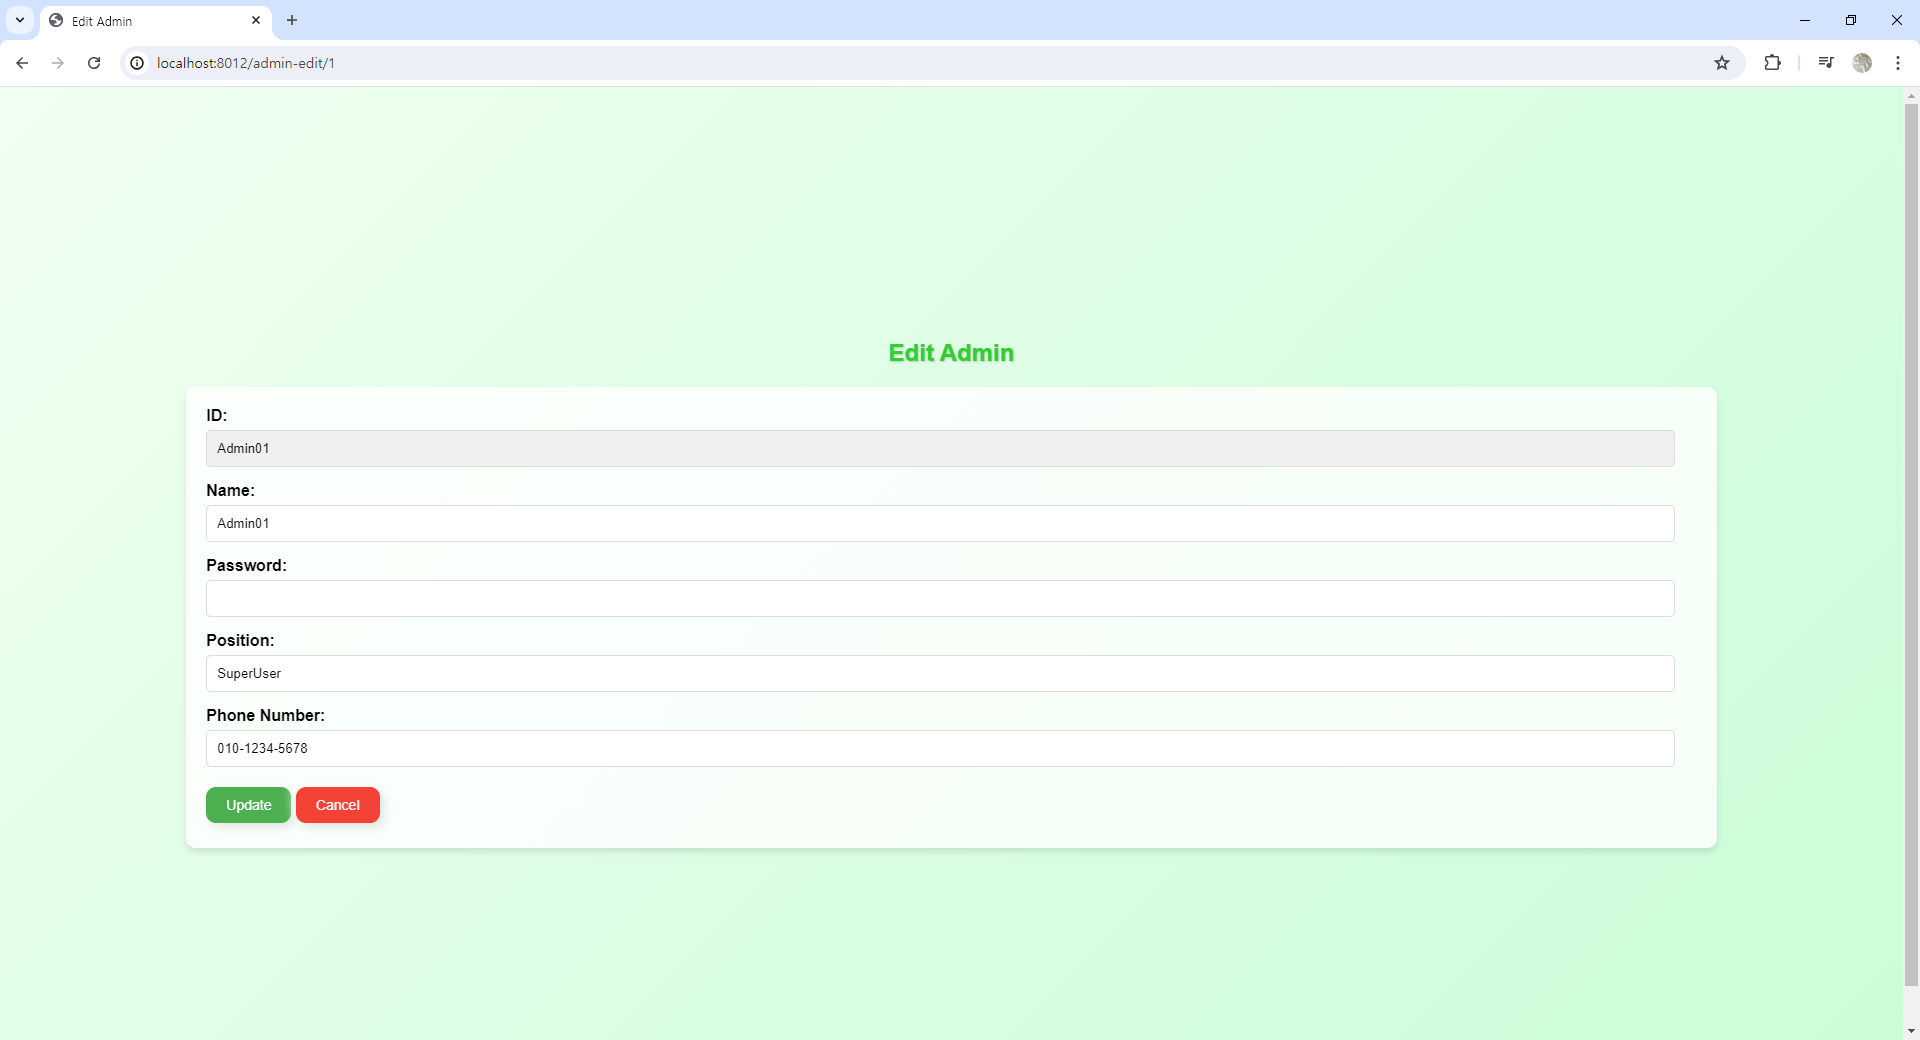 Edit Admin
localhost:8012/admin-edit/1
Edit Admin
ID:
Admin01
Name:
Admin01
Password:
Position:
SuperUser
Phone Number:
010-1234-5678
Update Cancel